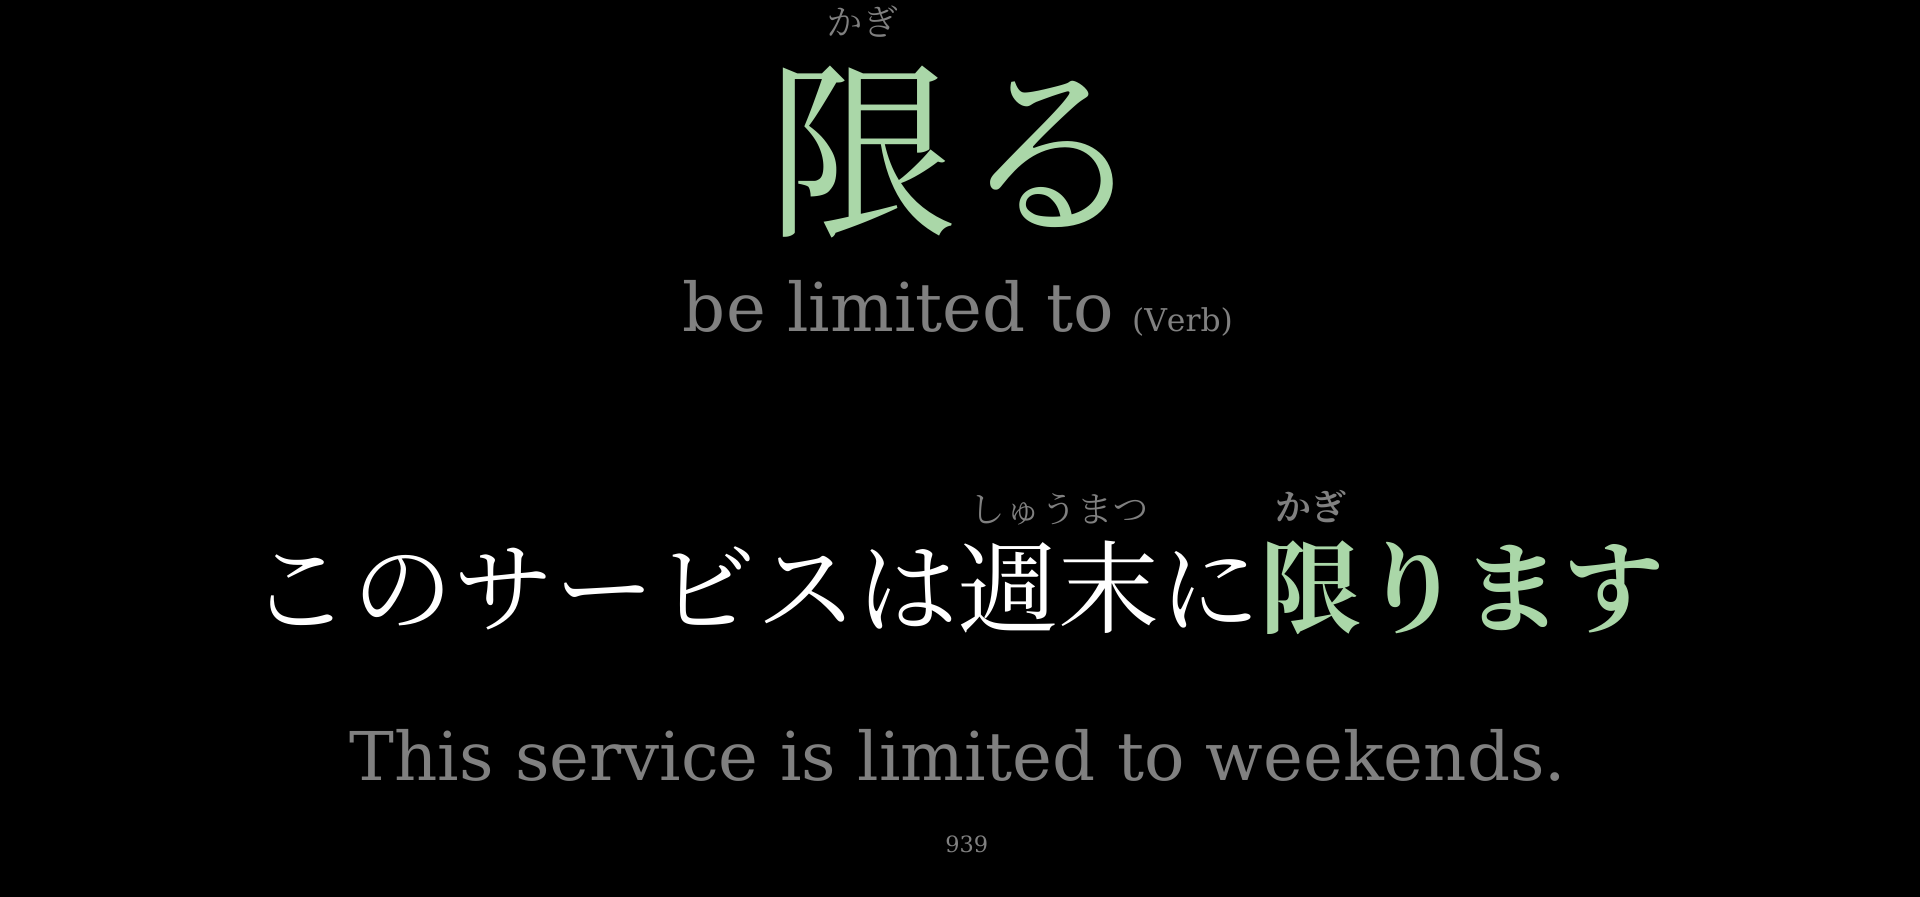 かぎ
限る
be limited to (Verb)
しゅうまつ かぎ
このサービスは週末に限ります
This service is limited to weekends.
939